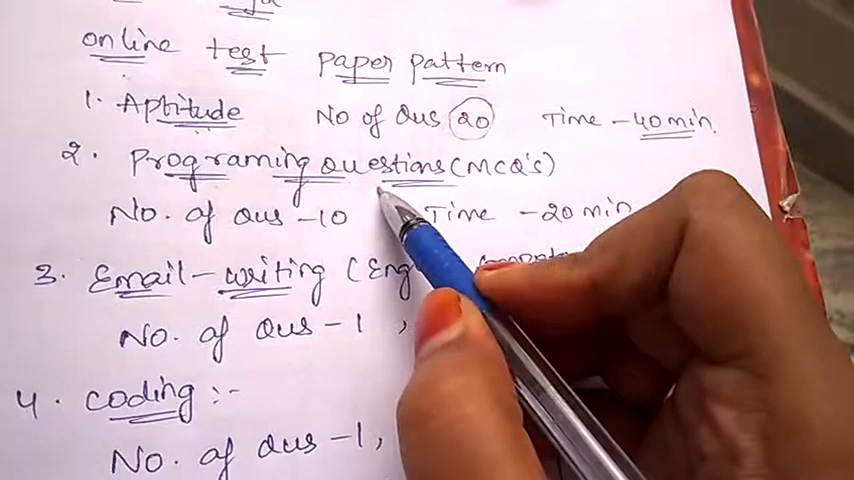 online test paper pattern
1. Aptitude No of Qus 20 Time - 40 min.
2. Programing Questions (MCQ's)
No. of Qus - 10 Time - 20 min
3. Email - writing (Eng
No. of Qus - 1,
4. coding :-
No. of Qus - 1,